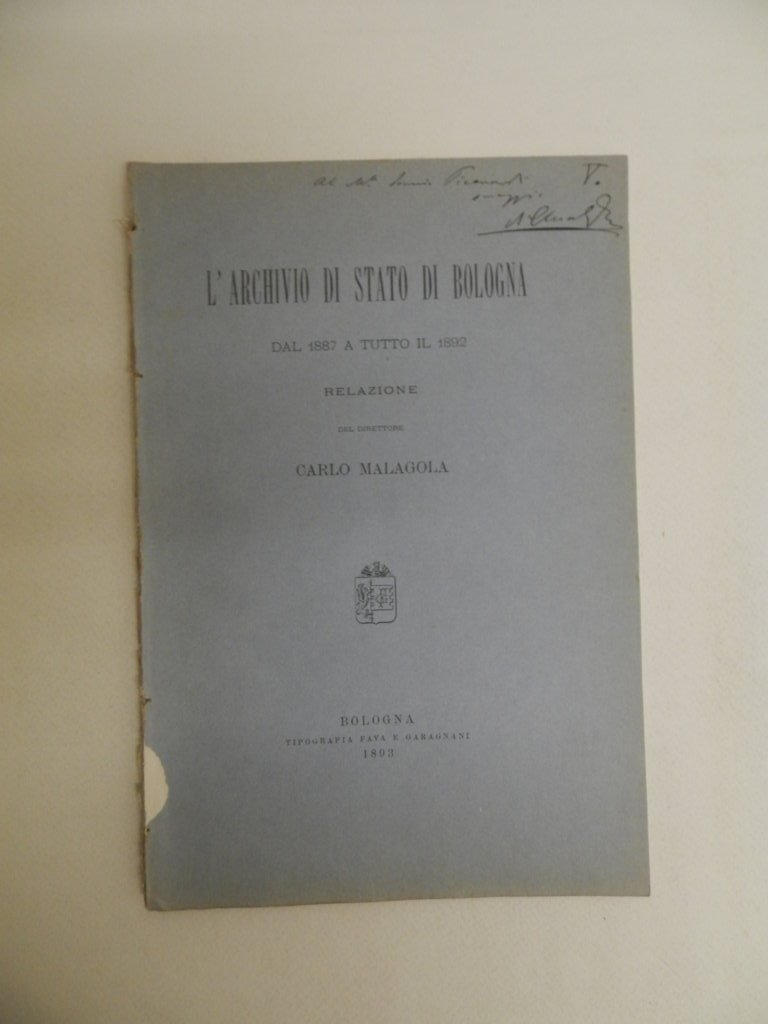 Al
V.
L' ARCHIVIO DI STATO DI BOLOGNA
DAL 1887 A TUTTO IL 1892
RELAZIONE
DEL DIRETTORE
CARLO MALAGOLA
BOLOGNA
TIPOGRAFIA FAVA E GARAGNANI
1893